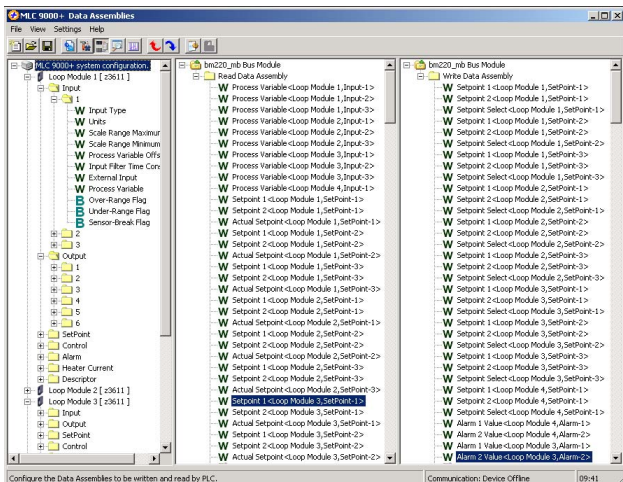 MLC 9000+ Data Assemblies
File View Settings Help
MLC 9000+ system configuration.
Loop Module 1 [ z3611 ]
Input
1
Input Type
Units
Scale Range Maximur
Scale Range Minimum
Process Variable Offs
Input Filter Time Cons
External Input
Process Variable
Over-Range Flag
Under-Range Flag
Sensor-Break Flag
2
3
Output
1
2
3
4
5
6
SetPoint
Control
Alarm
Heater Current
Descriptor
Loop Module 2 [ z3611 ]
Loop Module 3 [ z3611 ]
Input
Output
SetPoint
Control
bm220_mb Bus Module
Read Data Assembly
Process Variable<Loop Module 1,Input-1>
Process Variable<Loop Module 1,Input-2>
Process Variable<Loop Module 1,Input-3>
Process Variable<Loop Module 2,Input-1>
Process Variable<Loop Module 2,Input-2>
Process Variable<Loop Module 2,Input-3>
Process Variable<Loop Module 3,Input-1>
Process Variable<Loop Module 3,Input-2>
Process Variable<Loop Module 3,Input-3>
Process Variable<Loop Module 4,Input-1>
Setpoint 1<Loop Module 1,SetPoint-1>
Setpoint 2<Loop Module 1,SetPoint-1>
Actual Setpoint<Loop Module 1,SetPoint-1>
Setpoint 1<Loop Module 1,SetPoint-2>
Setpoint 2<Loop Module 1,SetPoint-2>
Actual Setpoint<Loop Module 1,SetPoint-2>
Setpoint 1<Loop Module 1,SetPoint-3>
Setpoint 2<Loop Module 1,SetPoint-3>
Actual Setpoint<Loop Module 1,SetPoint-3>
Setpoint 1<Loop Module 2,SetPoint-1>
Setpoint 2<Loop Module 2,SetPoint-1>
Actual Setpoint<Loop Module 2,SetPoint-1>
Setpoint 1<Loop Module 2,SetPoint-2>
Setpoint 2<Loop Module 2,SetPoint-2>
Actual Setpoint<Loop Module 2,SetPoint-2>
Setpoint 1<Loop Module 2,SetPoint-3>
Setpoint 2<Loop Module 2,SetPoint-3>
Actual Setpoint<Loop Module 2,SetPoint-3>
Setpoint 1<Loop Module 3,SetPoint-1>
Setpoint 2<Loop Module 3,SetPoint-1>
Actual Setpoint<Loop Module 3,SetPoint-1>
Setpoint 1<Loop Module 3,SetPoint-2>
Setpoint 2<Loop Module 3,SetPoint-2>
Actual Setpoint<Loop Module 3,SetPoint-2>
bm220_mb Bus Module
Write Data Assembly
Setpoint 1<Loop Module 1,SetPoint-1>
Setpoint 2<Loop Module 1,SetPoint-1>
Setpoint Select<Loop Module 1,SetPoint-1>
Setpoint 1<Loop Module 1,SetPoint-2>
Setpoint 2<Loop Module 1,SetPoint-2>
Setpoint Select<Loop Module 1,SetPoint-2>
Setpoint 1<Loop Module 1,SetPoint-3>
Setpoint 2<Loop Module 1,SetPoint-3>
Setpoint Select<Loop Module 1,SetPoint-3>
Setpoint 1<Loop Module 2,SetPoint-1>
Setpoint 2<Loop Module 2,SetPoint-1>
Setpoint Select<Loop Module 2,SetPoint-1>
Setpoint 1<Loop Module 2,SetPoint-2>
Setpoint 2<Loop Module 2,SetPoint-2>
Setpoint Select<Loop Module 2,SetPoint-2>
Setpoint 1<Loop Module 2,SetPoint-3>
Setpoint 2<Loop Module 2,SetPoint-3>
Setpoint Select<Loop Module 2,SetPoint-3>
Setpoint 1<Loop Module 3,SetPoint-1>
Setpoint 2<Loop Module 3,SetPoint-1>
Setpoint Select<Loop Module 3,SetPoint-1>
Setpoint 1<Loop Module 3,SetPoint-2>
Setpoint 2<Loop Module 3,SetPoint-2>
Setpoint Select<Loop Module 3,SetPoint-2>
Setpoint 1<Loop Module 3,SetPoint-3>
Setpoint 2<Loop Module 3,SetPoint-3>
Setpoint Select<Loop Module 3,SetPoint-3>
Setpoint 1<Loop Module 4,SetPoint-1>
Setpoint 2<Loop Module 4,SetPoint-1>
Setpoint Select<Loop Module 4,SetPoint-1>
Alarm 1 Value<Loop Module 4,Alarm-1>
Alarm 2 Value<Loop Module 4,Alarm-1>
Alarm 1 Value<Loop Module 3,Alarm-2>
Alarm 2 Value<Loop Module 3,Alarm-2>
Configure the Data Assemblies to be written and read by PLC.
Communication: Device Offline
09:41